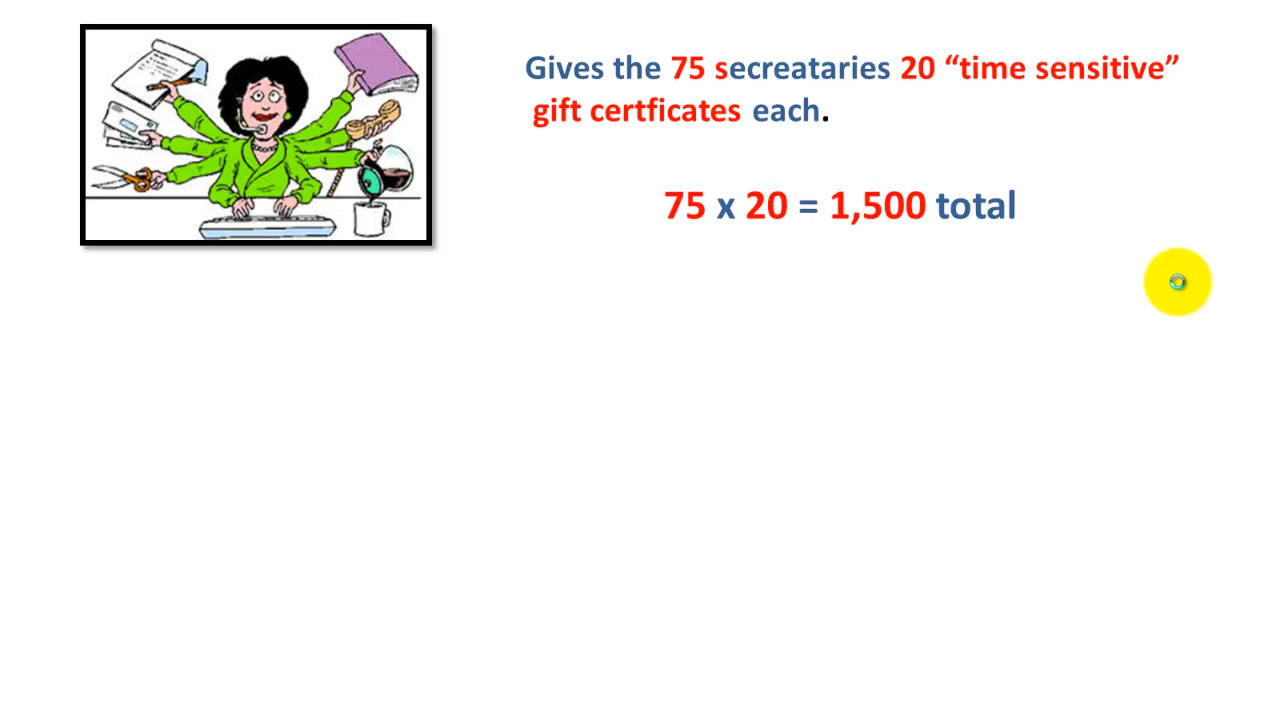 Gives the 75 secreataries 20 “time sensitive”
gift certficates each.
75 x 20 = 1,500 total